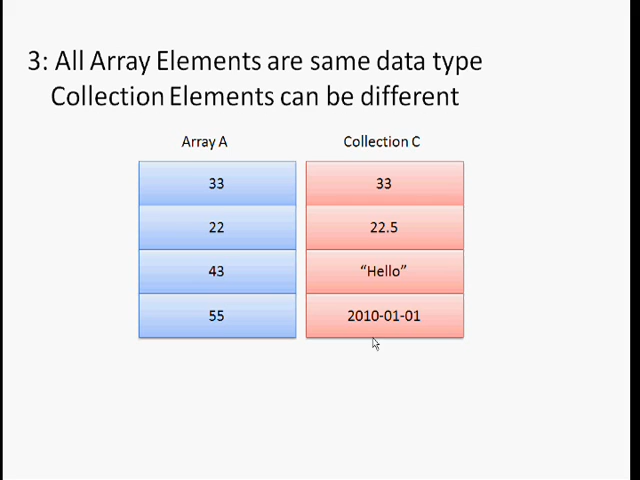 3: All Array Elements are same data type
Collection Elements can be different
Array A
Collection C
33
33
22
22.5
43
“Hello”
55
2010-01-01